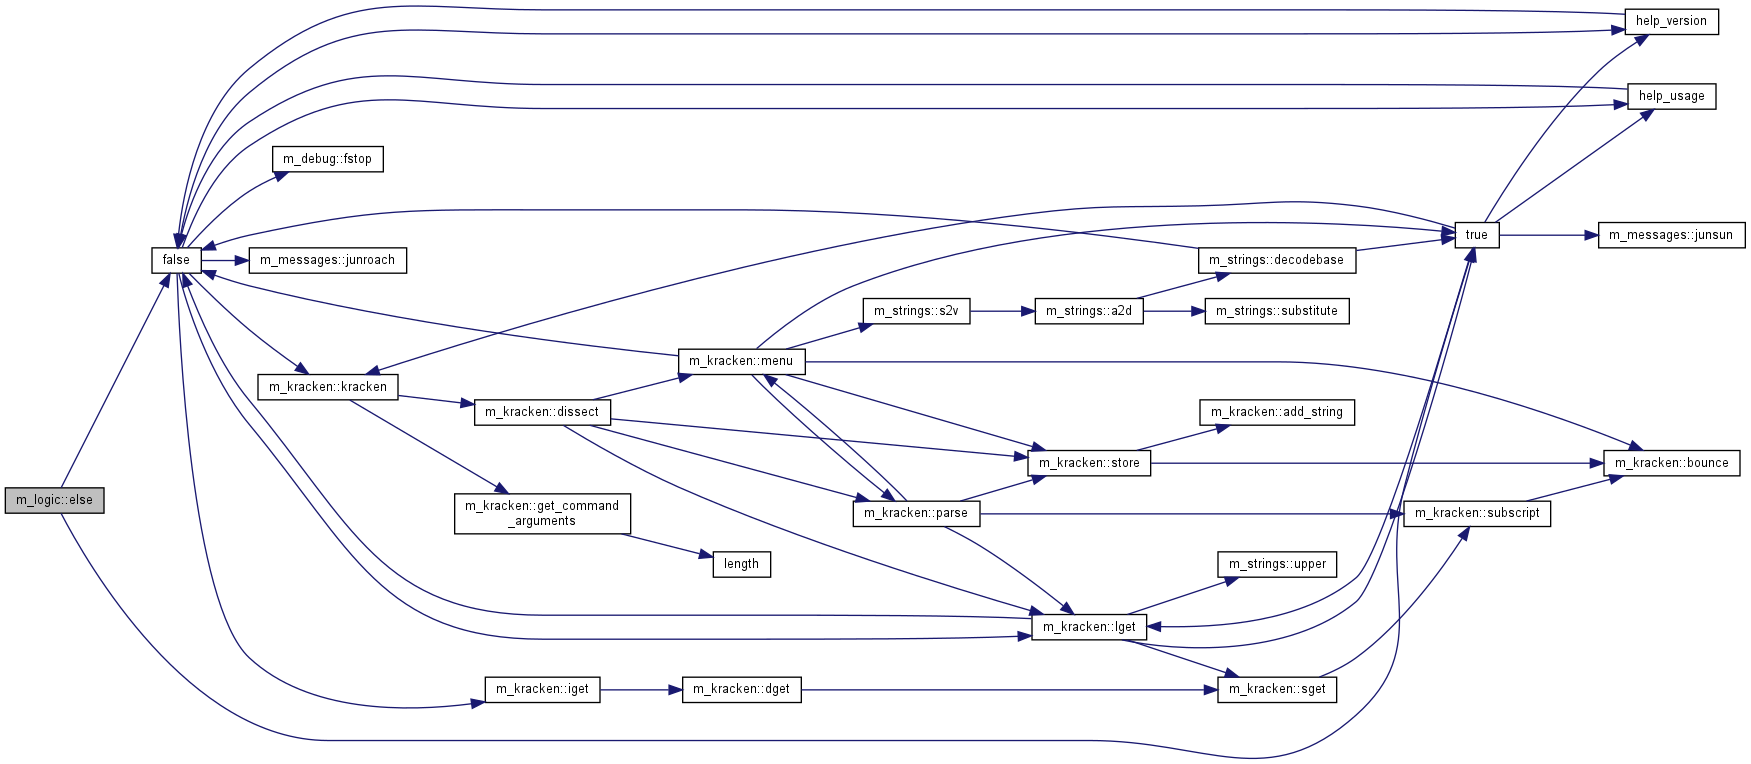 help_version
help_usage
m_debug::fstop
true
m_messages::junsun
false
m_messages::junroach
m_strings::decodebase
m_strings::s2v
m_strings::a2d
m_strings::substitute
m_kracken::menu
m_kracken::kracken
m_kracken::dissect
m_kracken::add_string
m_kracken::store
m_kracken::bounce
m_logic::else
m_kracken::get_command
_arguments
m_kracken::parse
m_kracken::subscript
length
m_strings::upper
m_kracken::lget
m_kracken::iget
m_kracken::dget
m_kracken::sget